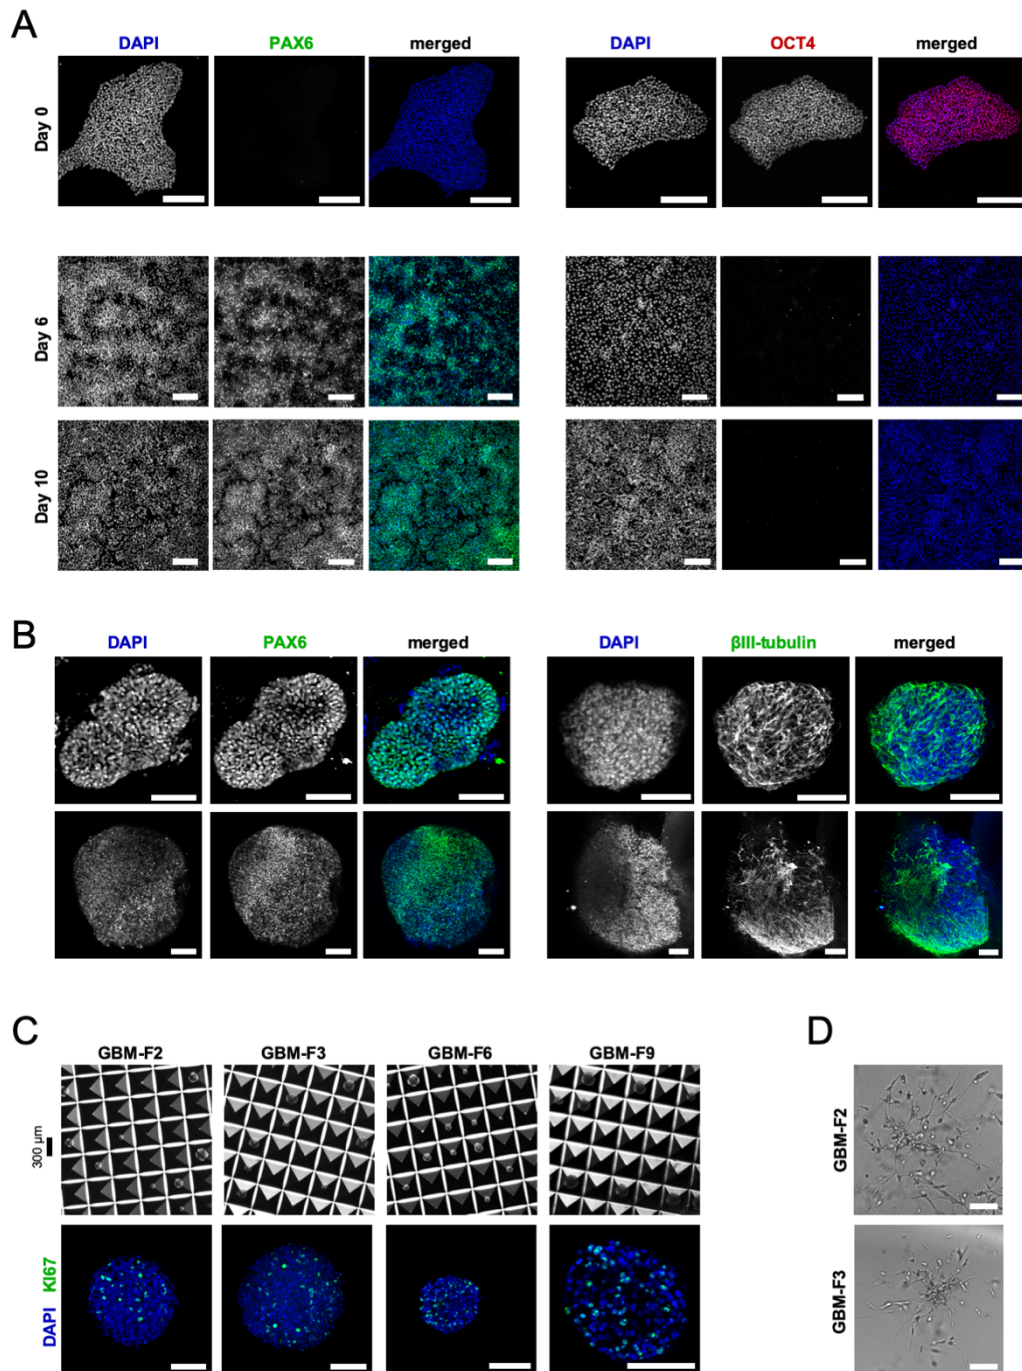 A
DAPI PAX6 merged DAPI OCT4 merged
Day 0
Day 6
Day 10
B
DAPI PAX6 merged DAPI βIII-tubulin merged
C D
GBM-F2 GBM-F3 GBM-F6 GBM-F9
300 µm
GBM-F2
DAPI KI67
GBM-F3